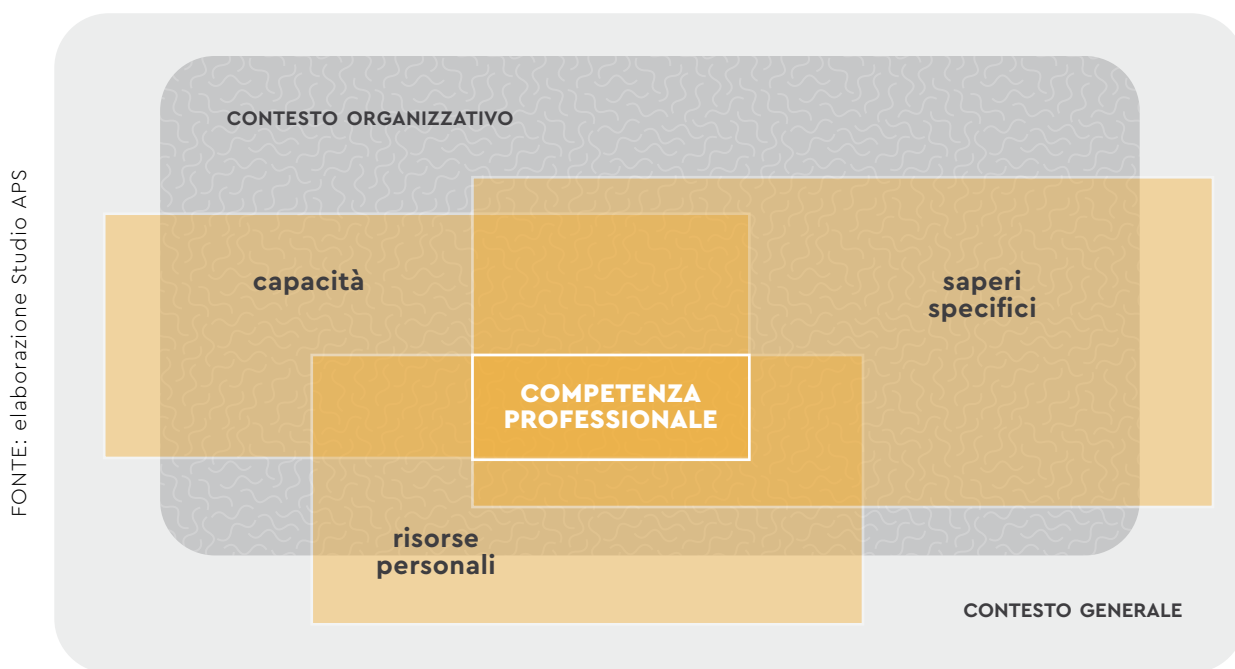 FONTE: elaborazione Studio APS
CONTESTO ORGANIZZATIVO
capacità
saperi
specifici
COMPETENZA
PROFESSIONALE
risorse
personali
CONTESTO GENERALE